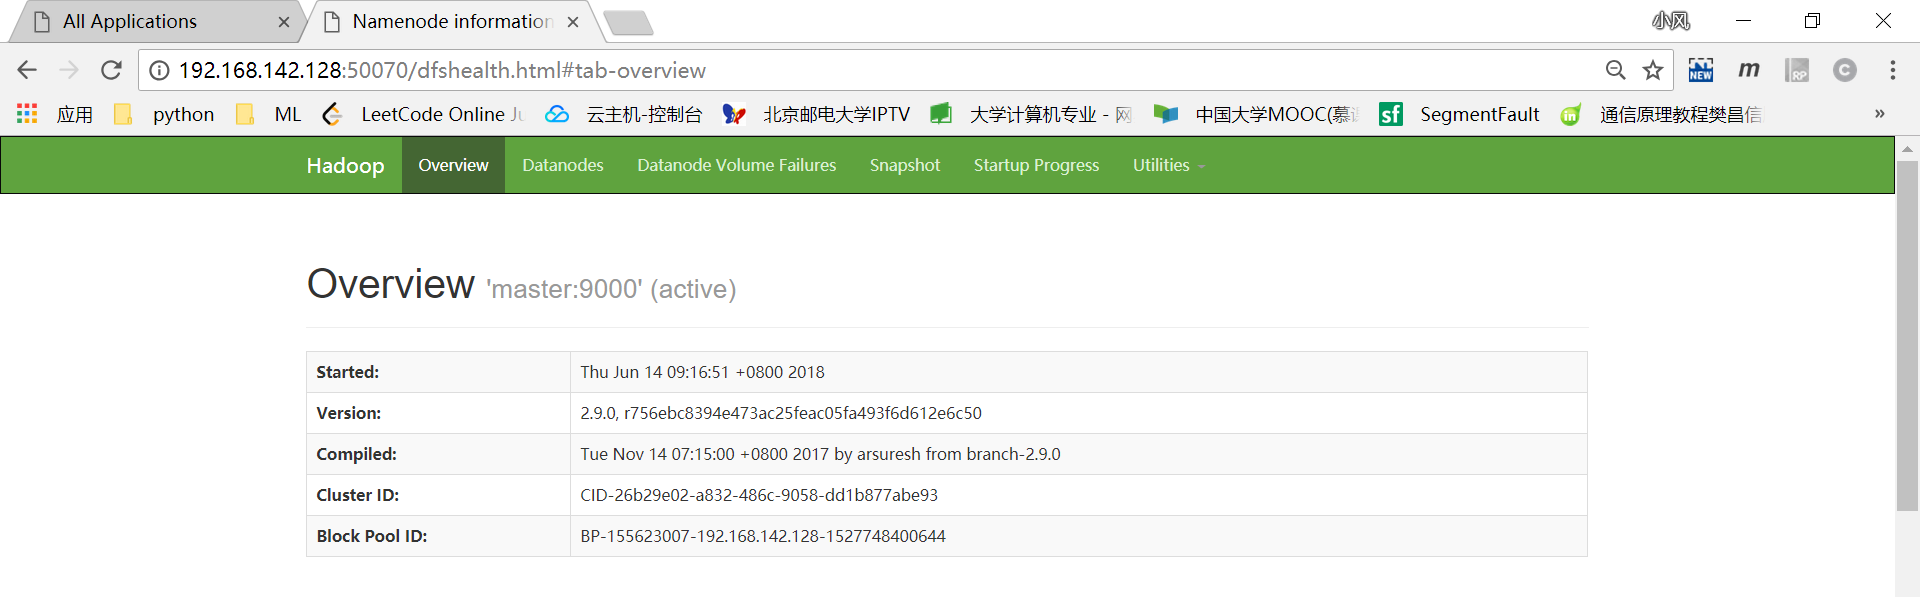 All Applications
Namenode information
小风
192.168.142.128:50070/dfshealth.html#tab-overview
应用 python ML LeetCode Online 云主机-控制台 北京邮电大学IPTV 大学计算机专业 - 网 中国大学MOOC(慕 SegmentFault 通信原理教程樊昌信 »
Hadoop Overview Datanodes Datanode Volume Failures Snapshot Startup Progress Utilities
Overview 'master:9000' (active)
Started: Thu Jun 14 09:16:51 +0800 2018
Version: 2.9.0, r756ebc8394e473ac25feac05fa493f6d612e6c50
Compiled: Tue Nov 14 07:15:00 +0800 2017 by arsuresh from branch-2.9.0
Cluster ID: CID-26b29e02-a832-486c-9058-dd1b877abe93
Block Pool ID: BP-155623007-192.168.142.128-1527748400644